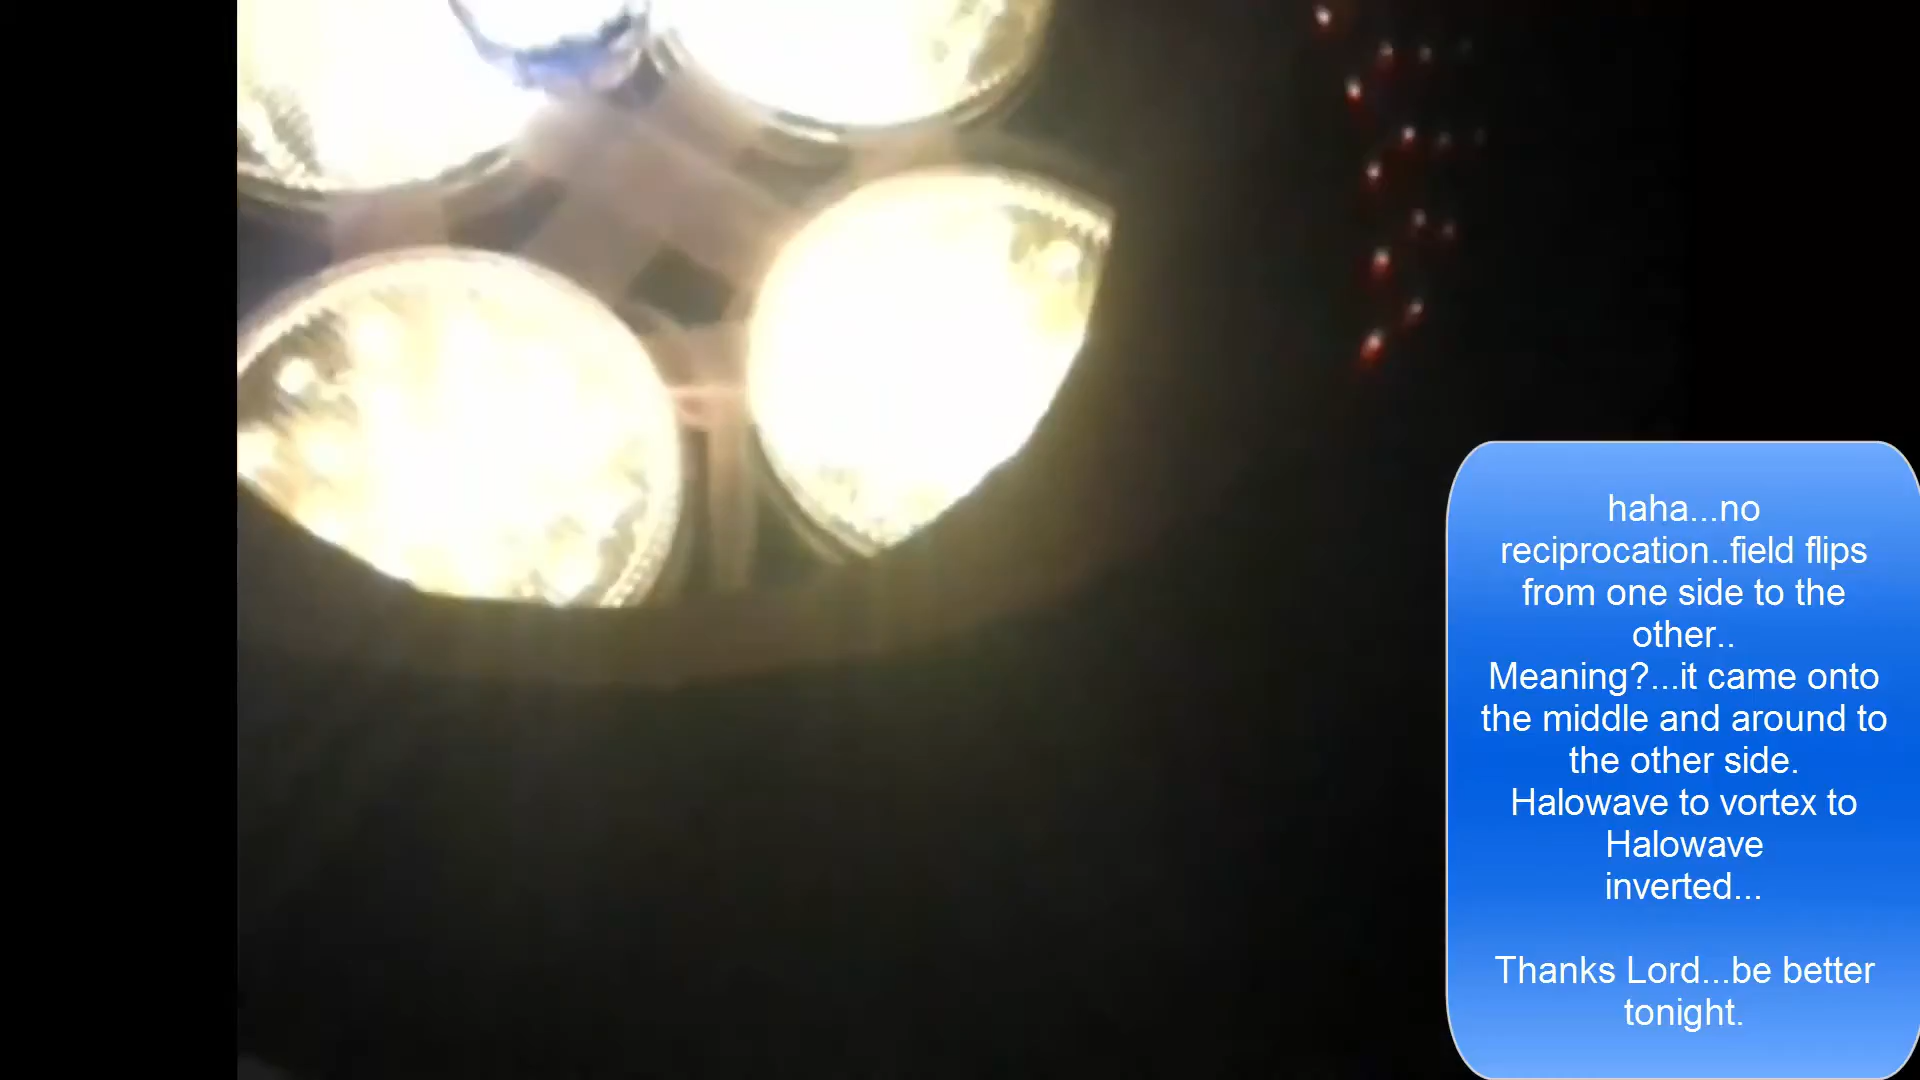 haha...no
reciprocation..field flips
from one side to the
other..
Meaning?...it came onto
the middle and around to
the other side.
Halowave to vortex to
Halowave
inverted...
Thanks Lord...be better
tonight.